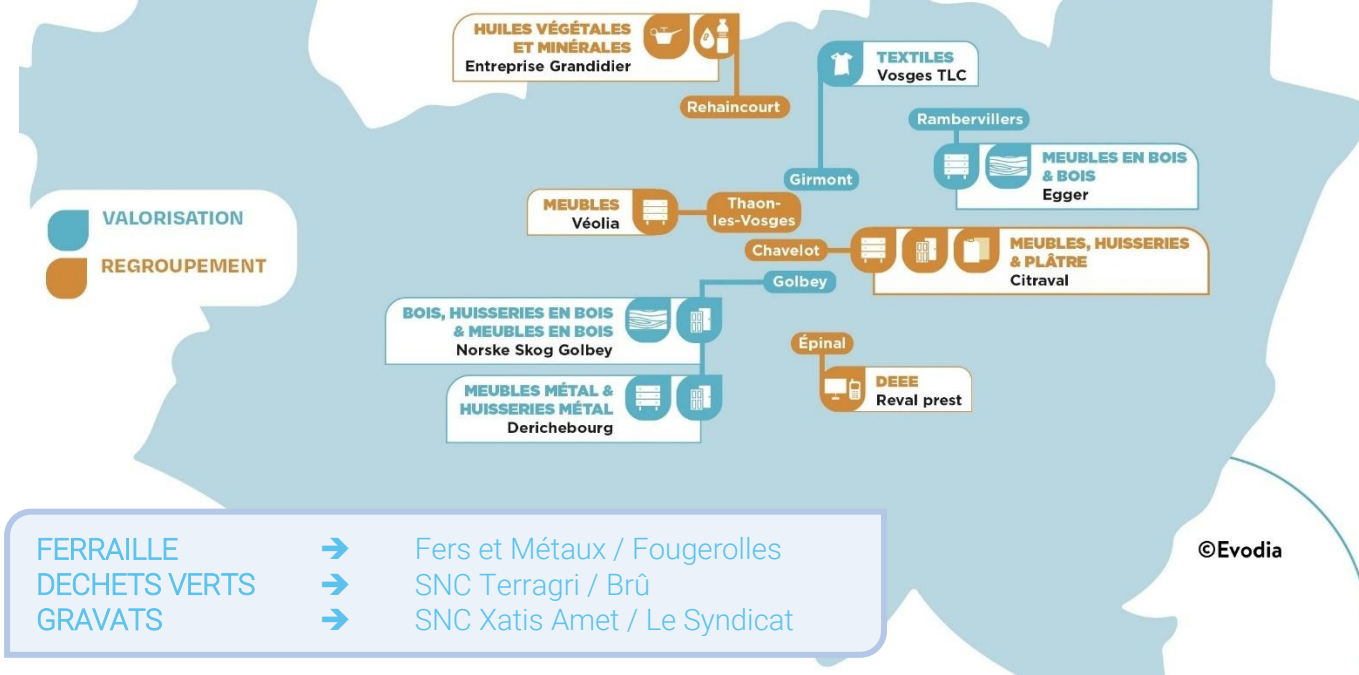 HUILES VÉGÉTALES
ET MINÉRALES
Entreprise Grandidier
Rehaincourt
TEXTILES
Vosges TLC
Girmont
Rambervillers
MEUBLES EN BOIS
& BOIS
Egger
MEUBLES
Véolia
Thaon-
les-Vosges
VALORISATION
REGROUPEMENT
Chavelot
MEUBLES, HUISSERIES
& PLÂTRE
Citraval
Golbey
BOIS, HUISSERIES EN BOIS
& MEUBLES EN BOIS
Norske Skog Golbey
MEUBLES MÉTAL &
HUISSERIES MÉTAL
Derichebourg
Épinal
DEEE
Reval prest
FERRAILLE ➔ Fers et Métaux / Fougerolles
DECHETS VERTS ➔ SNC Terragri / Brû
GRAVATS ➔ SNC Xatis Amet / Le Syndicat
©Evodia